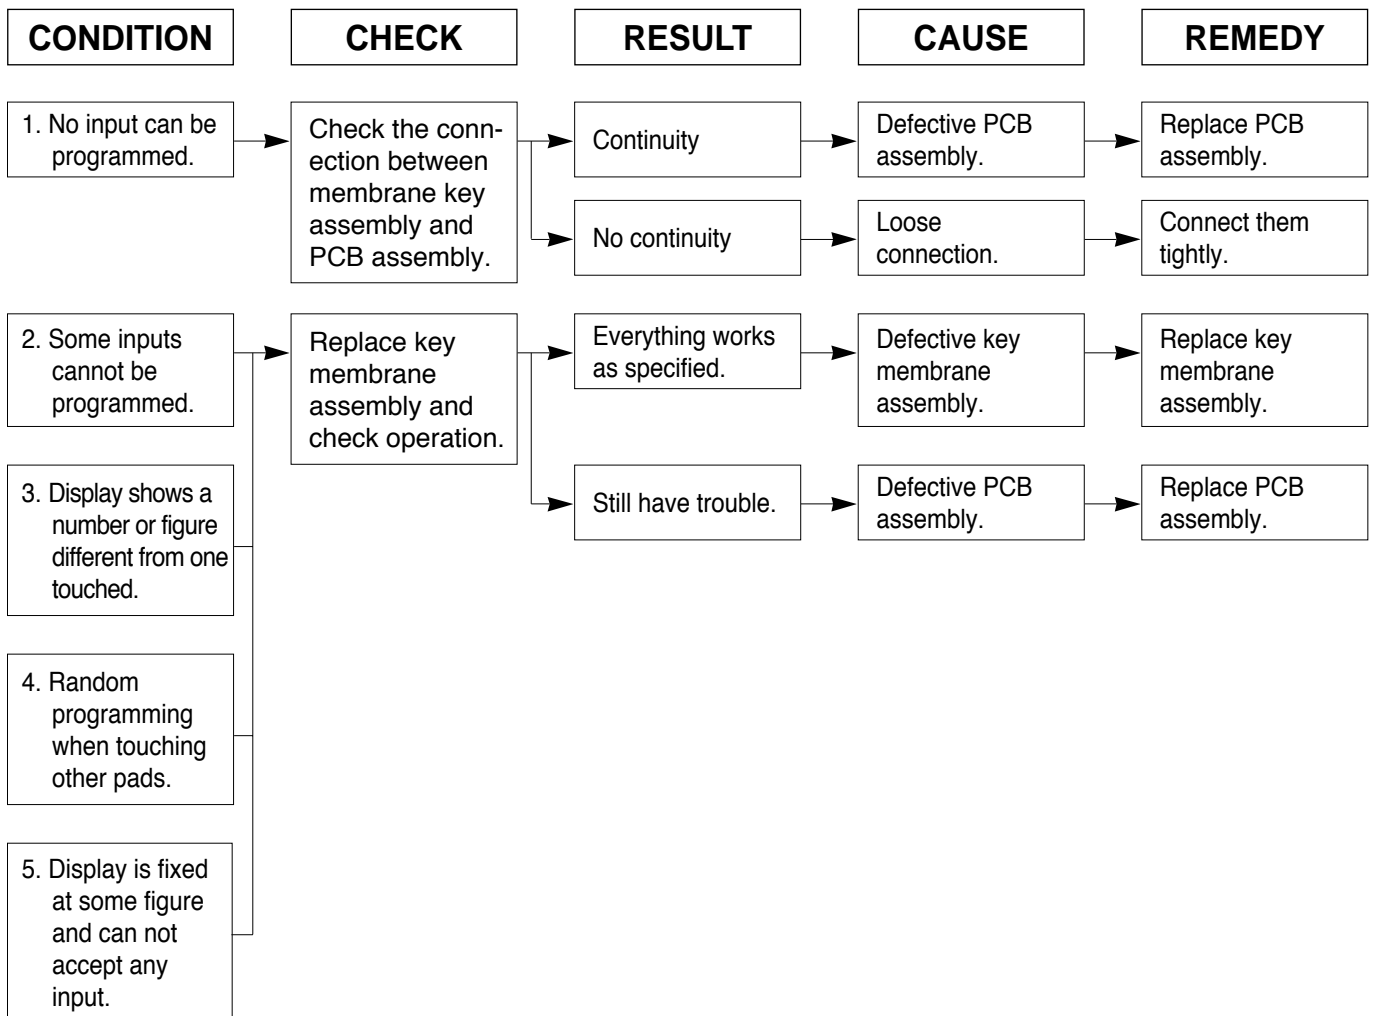 CONDITION
CHECK
RESULT
CAUSE
REMEDY
1. No input can be
programmed.
Check the conn-
ection between
membrane key
assembly and
PCB assembly.
Continuity
Defective PCB
assembly.
Replace PCB
assembly.
No continuity
Loose
connection.
Connect them
tightly.
2. Some inputs
cannot be
programmed.
Replace key
membrane
assembly and
check operation.
Everything works
as specified.
Defective key
membrane
assembly.
Replace key
membrane
assembly.
3. Display shows a
number or figure
different from one
touched.
Still have trouble.
Defective PCB
assembly.
Replace PCB
assembly.
4. Random
programming
when touching
other pads.
5. Display is fixed
at some figure
and can not
accept any
input.